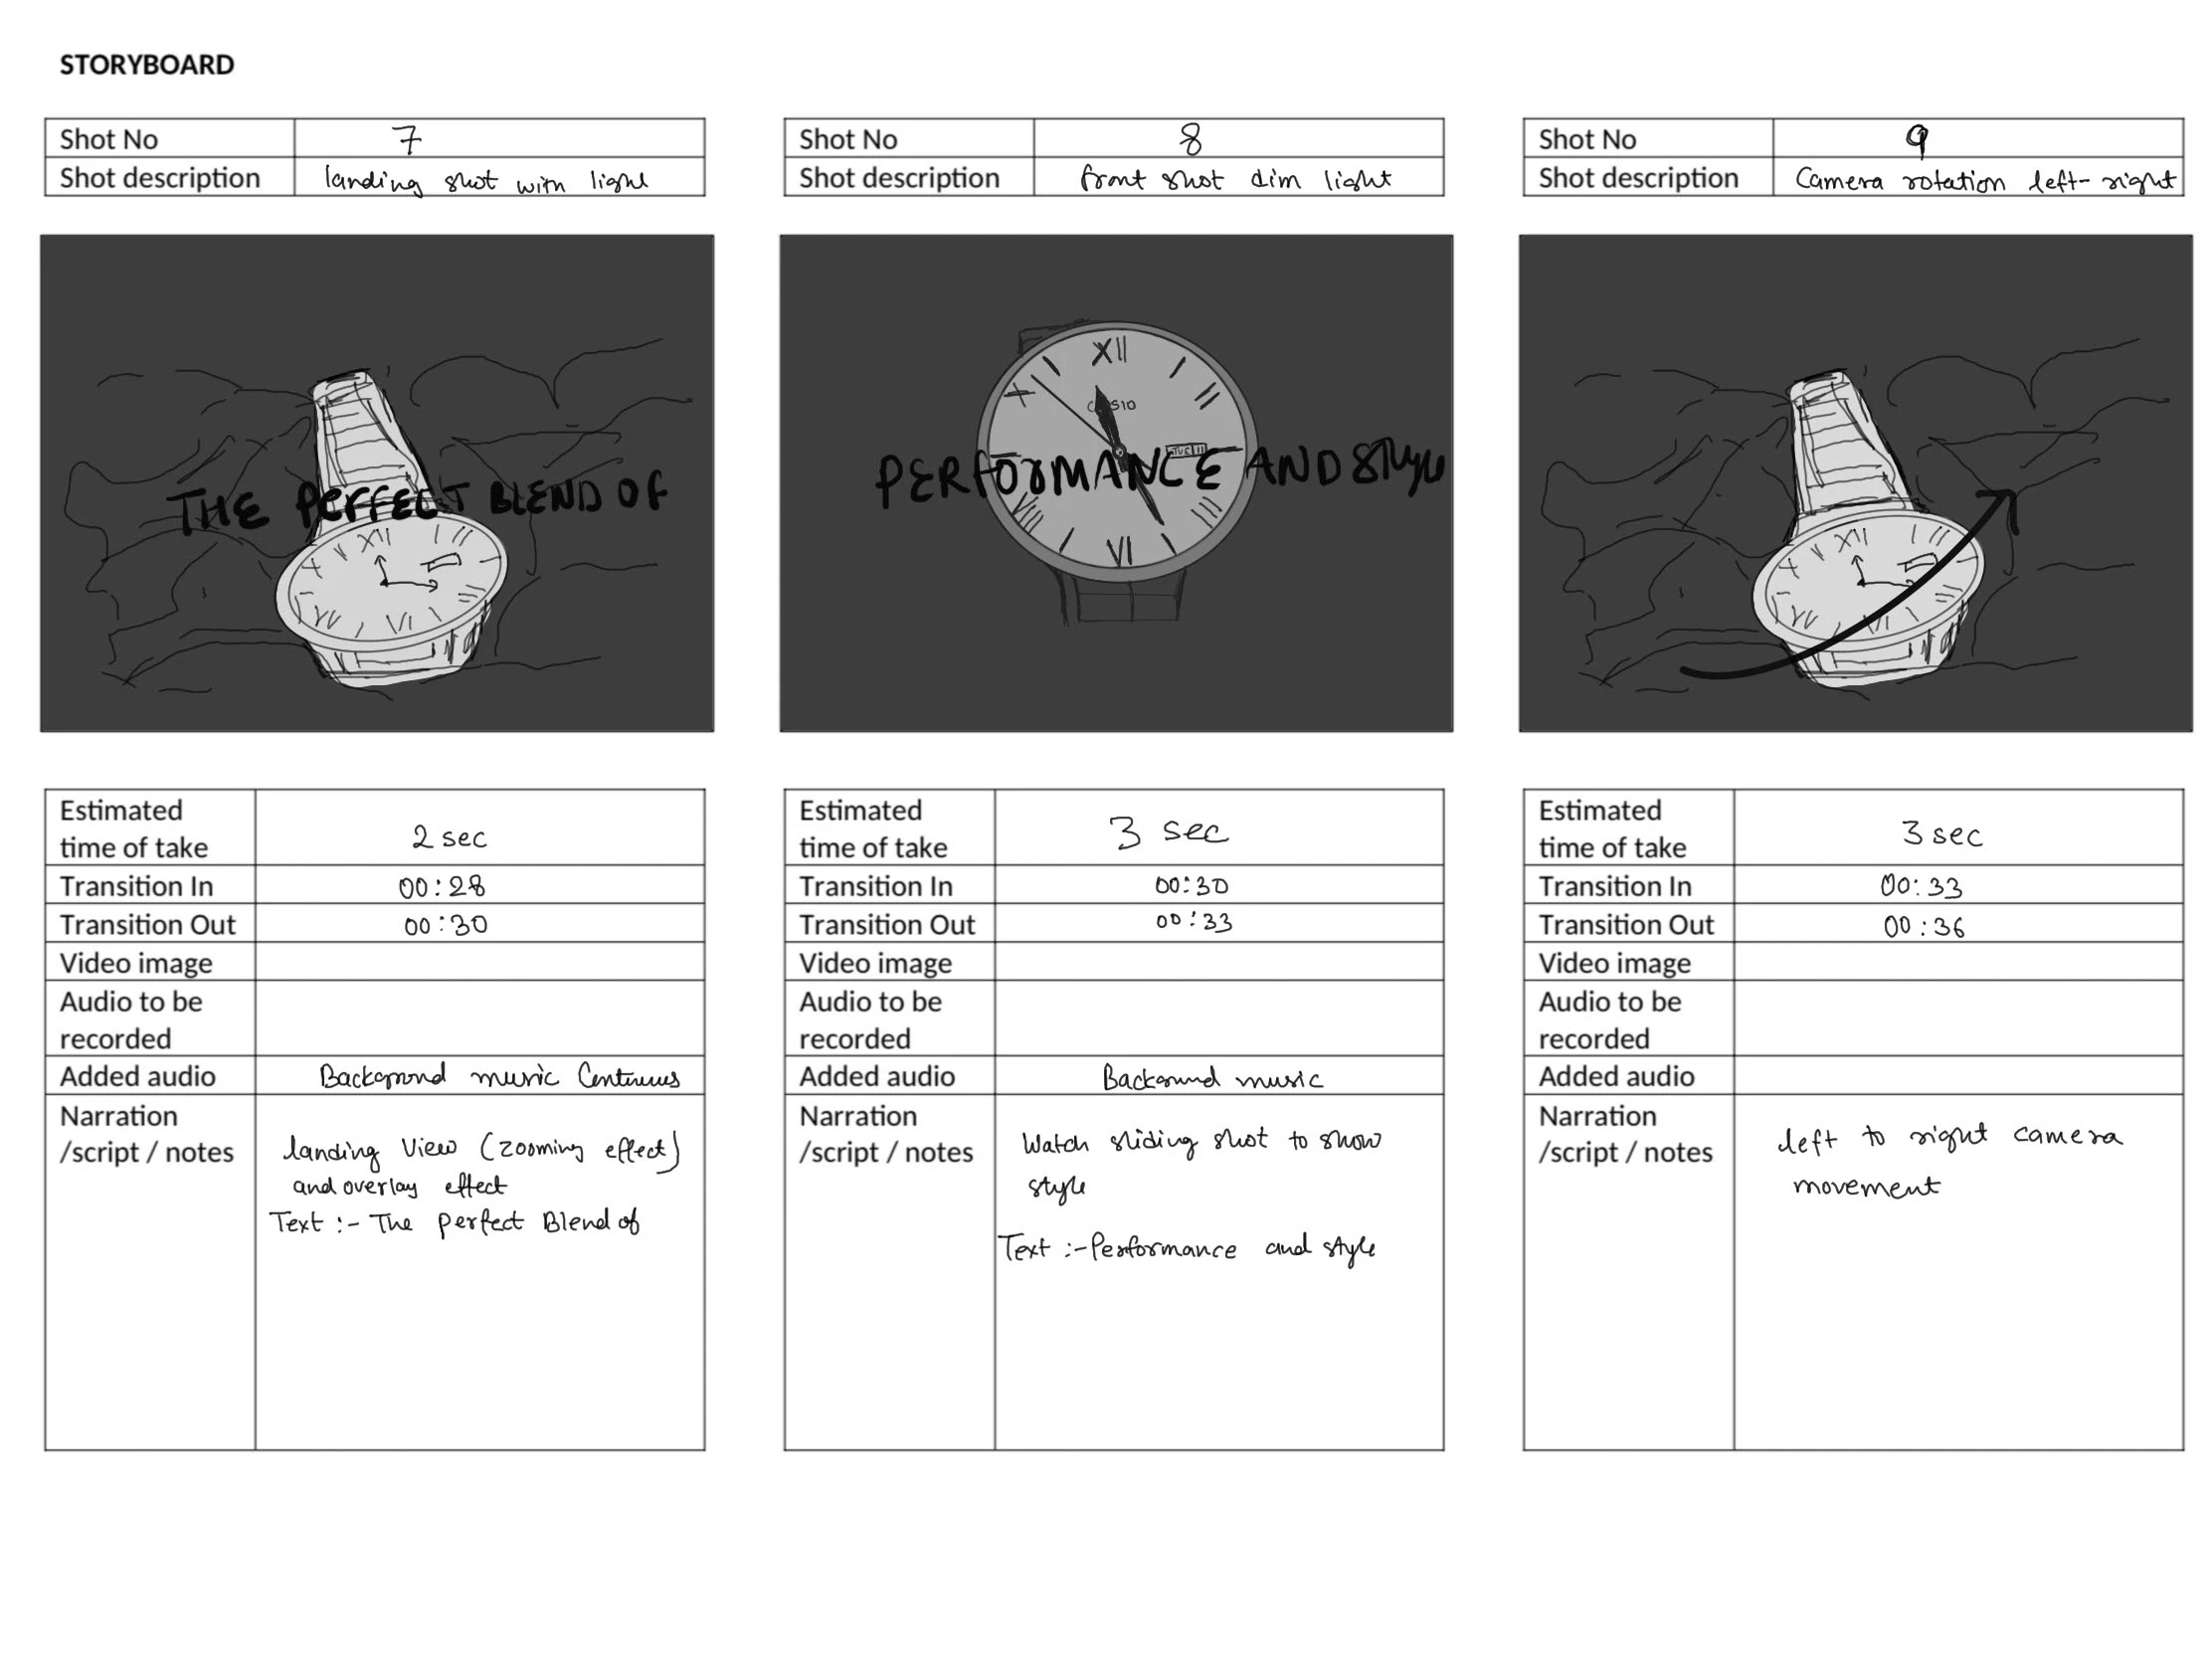 STORYBOARD
Shot No 7
Shot description landing shot with light
THE PERFECT BLEND OF
XII
VI
Estimated
time of take 2 sec
Transition In 00:28
Transition Out 00:30
Video image
Audio to be
recorded
Added audio Background music Continues
Narration
/script / notes landing View (zooming effect)
and overlay effect
Text :- The perfect Blend of
Shot No 8
Shot description front shot dim light
XII
CASIO
TUE 11
PERFORMANCE AND Style
VI
Estimated
time of take 3 sec
Transition In 00:30
Transition Out 00:33
Video image
Audio to be
recorded
Added audio Background music
Narration
/script / notes Watch sliding shot to show
style
Text :- Performance and style
Shot No 9
Shot description Camera rotation left-right
XII
Estimated
time of take 3 sec
Transition In 00:33
Transition Out 00:36
Video image
Audio to be
recorded
Added audio
Narration
/script / notes left to right camera
movement